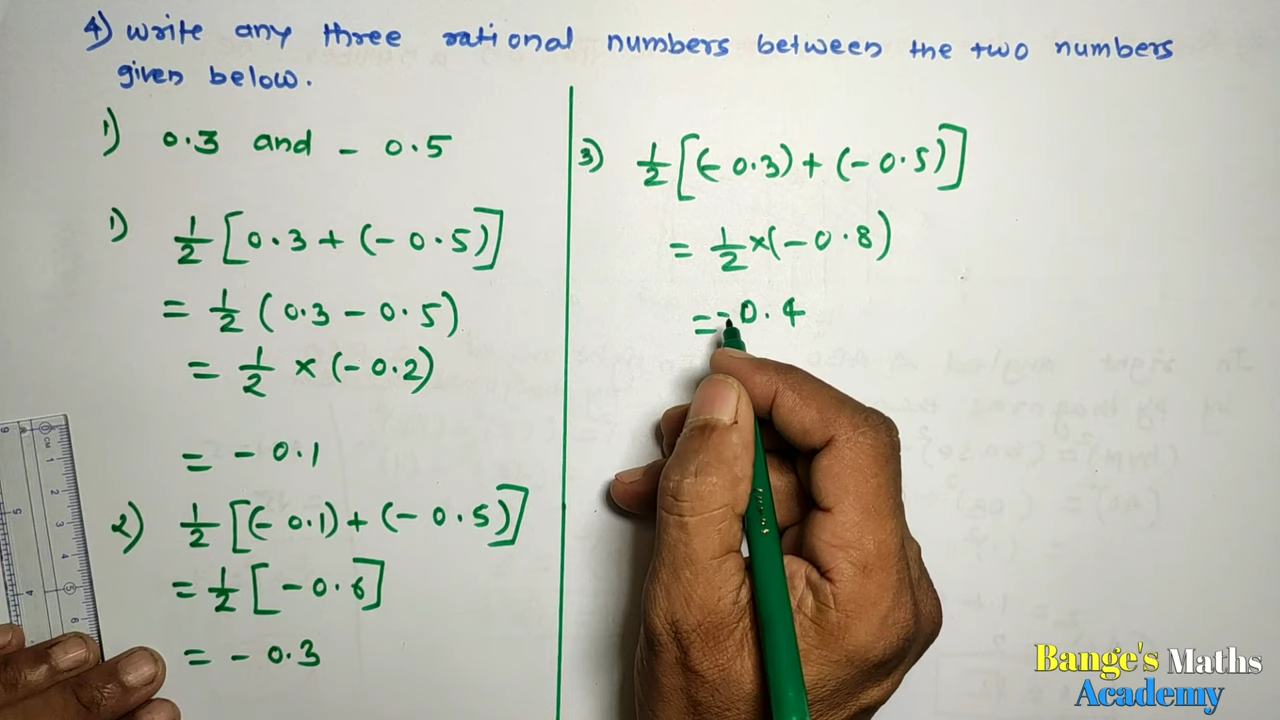 4) Write any three rational numbers between the two numbers
given below.
1) 0.3 and - 0.5
1) 1/2 [0.3 + (- 0.5)]
= 1/2 (0.3 - 0.5)
= 1/2 × (- 0.2)
= - 0.1
2) 1/2 [(- 0.1) + (- 0.5)]
= 1/2 [- 0.6]
= - 0.3
3) 1/2 [(- 0.3) + (- 0.5)]
= 1/2 × (- 0.8)
= - 0.4
Bange's Maths
Academy